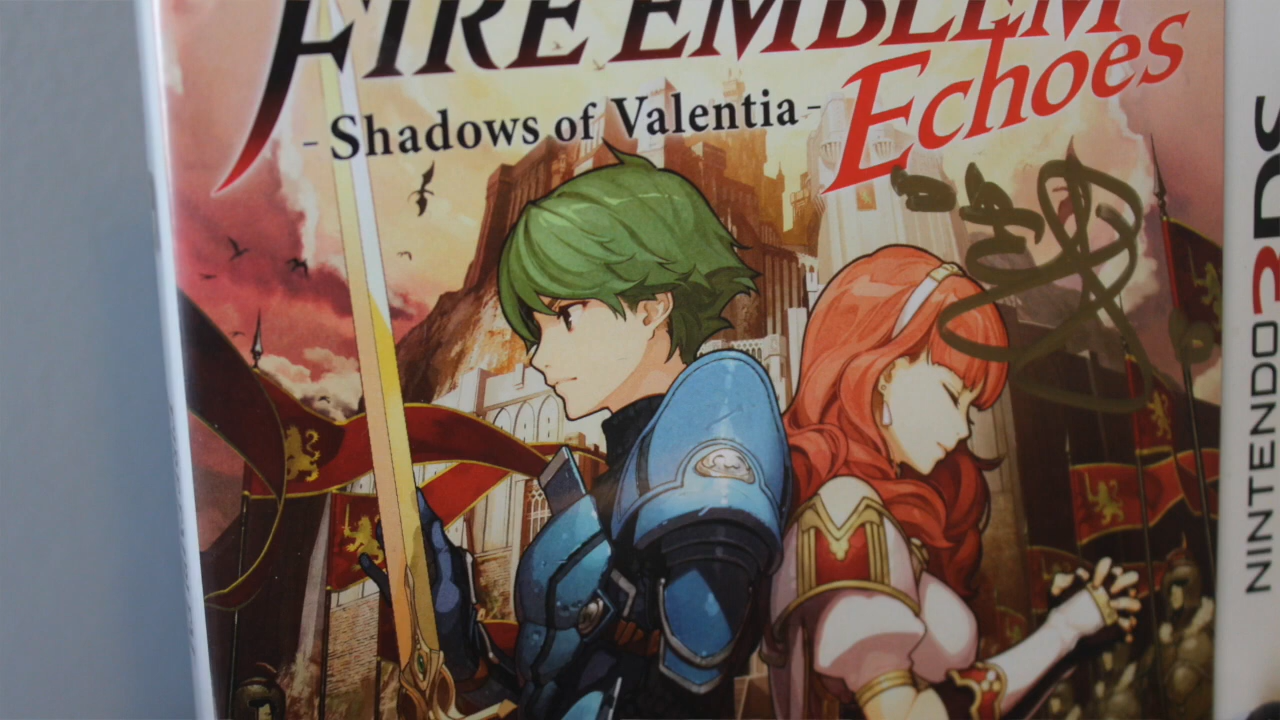 FIRE EMBLEM
Echoes
- Shadows of Valentia -
NINTENDO 3DS